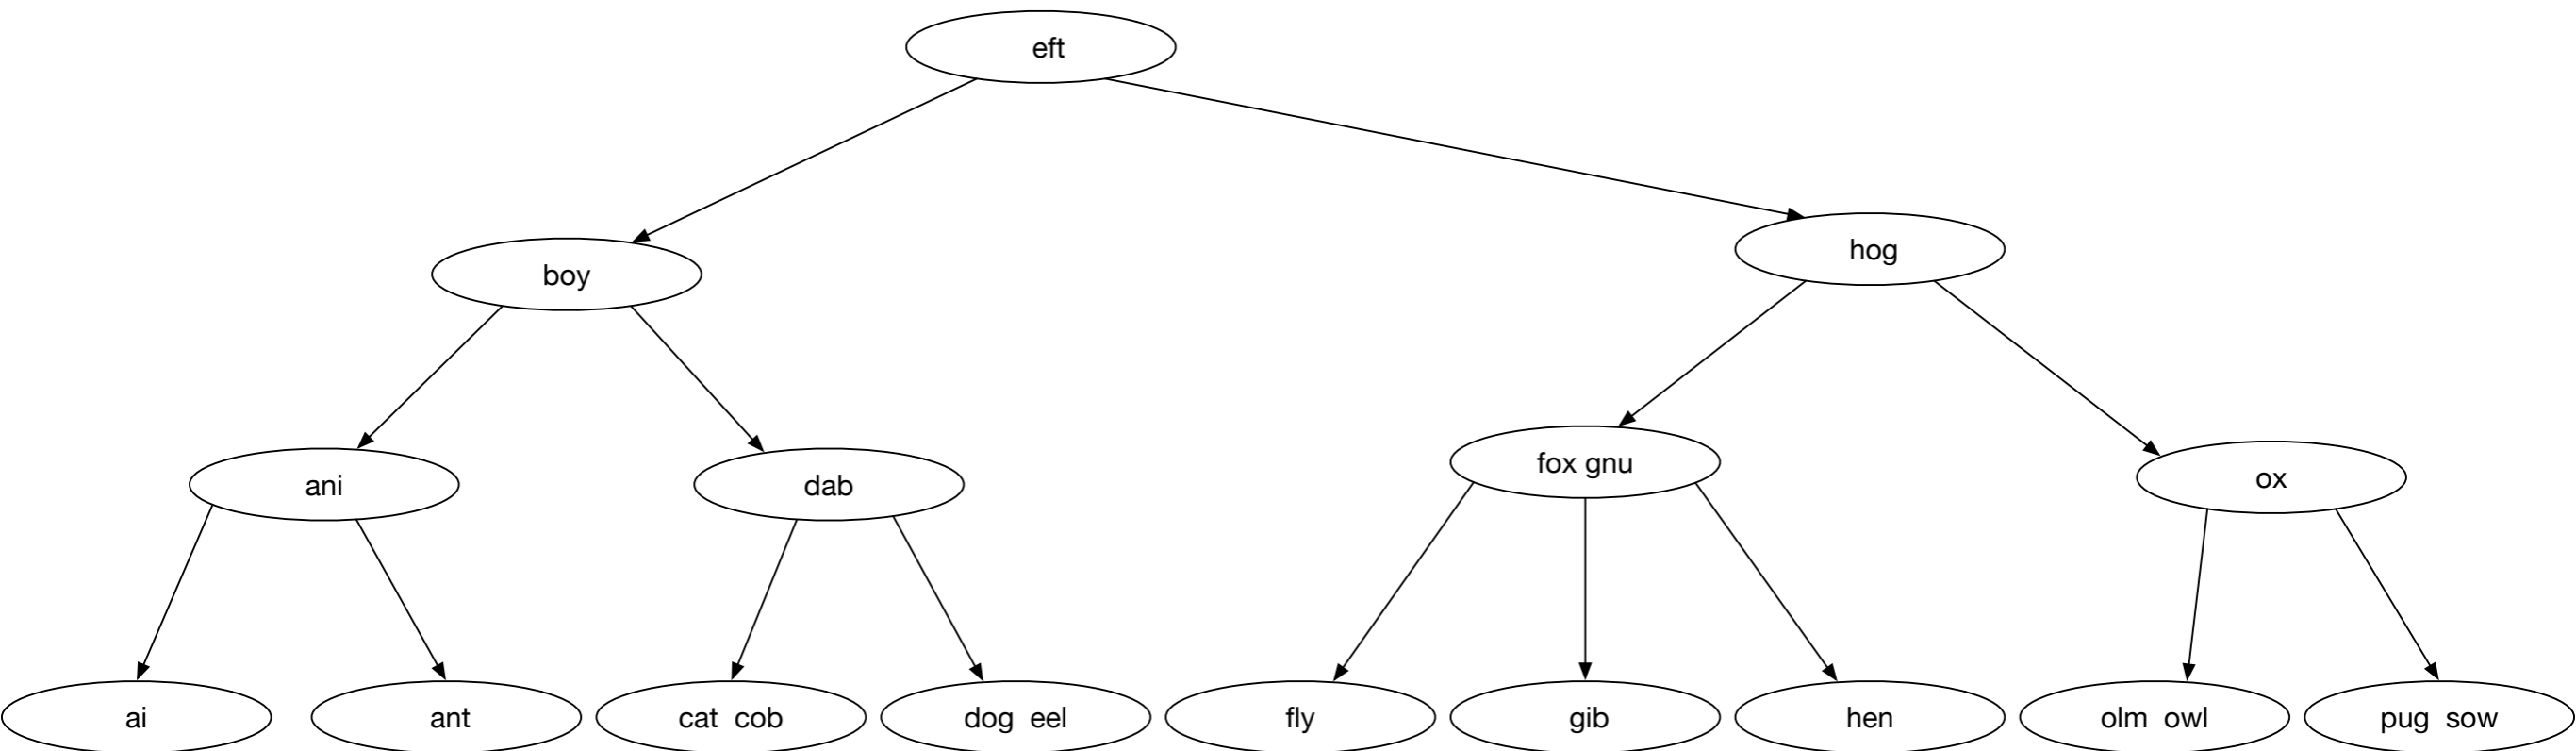 eft
boy
hog
ani
dab
fox gnu
ox
ai
ant
cat cob
dog eel
fly
gib
hen
olm owl
pug sow